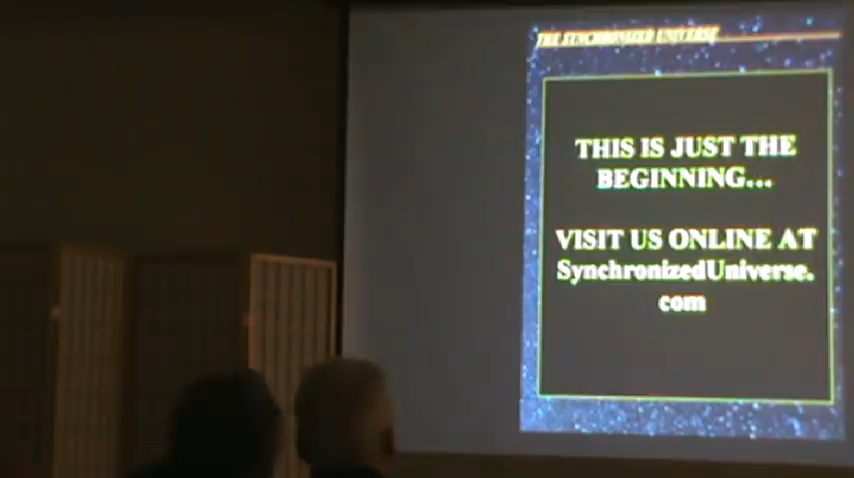 THE SYNCHRONIZED UNIVERSE
THIS IS JUST THE
BEGINNING...
VISIT US ONLINE AT
SynchronizedUniverse.
com